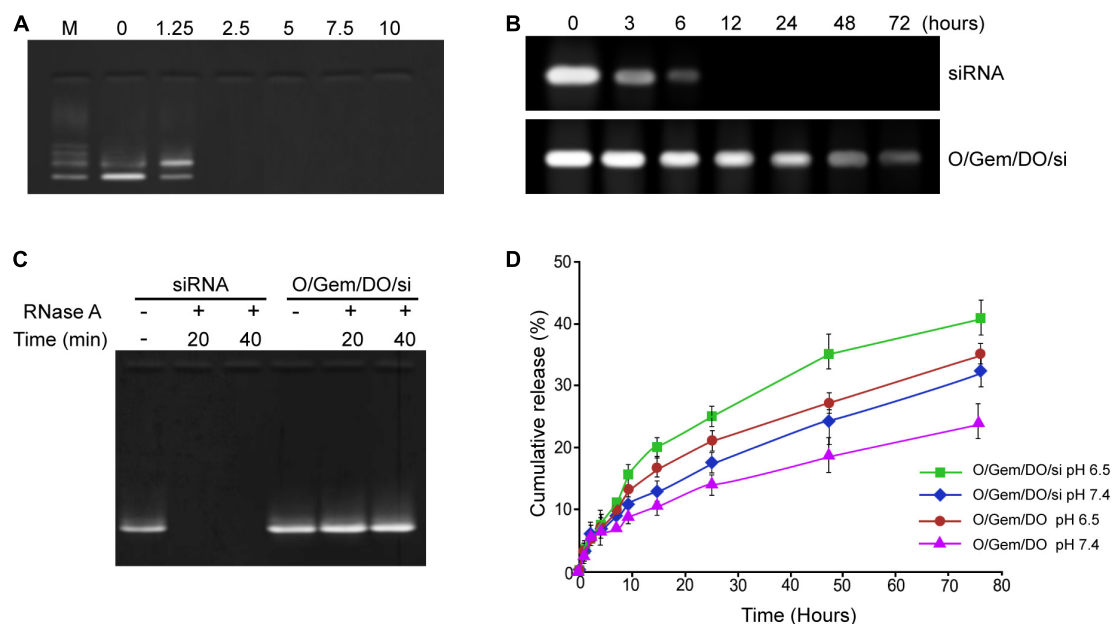 A
M 0 1.25 2.5 5 7.5 10
B
0 3 6 12 24 48 72 (hours)
siRNA
O/Gem/DO/si
C
siRNA O/Gem/DO/si
RNase A - + + - + +
Time (min) - 20 40 20 40
D
50
40
30
20
10
0
Cumulative release (%)
0 10 20 30 40 50 60 70 80
Time (Hours)
O/Gem/DO/si pH 6.5
O/Gem/DO/si pH 7.4
O/Gem/DO pH 6.5
O/Gem/DO pH 7.4